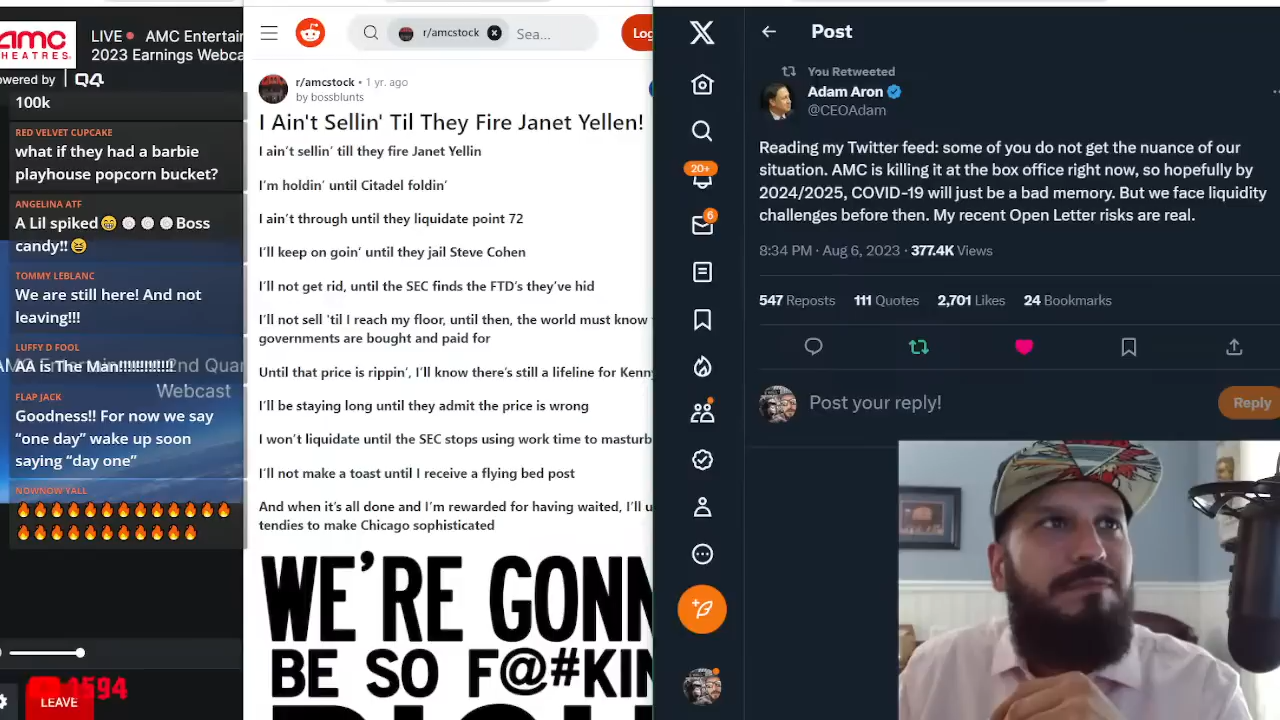 amc
THEATRES
LIVE AMC Entertain
2023 Earnings Webca
owered by | Q4
100k
RED VELVET CUPCAKE
what if they had a barbie
playhouse popcorn bucket?
ANGELINA ATF
A Lil spiked😁 Boss
candy!!😆
TOMMY LEBLANC
We are still here! And not
leaving!!!
LUFFY D FOOL
AA is The Man!!!!!!!!!!!!!
2nd Quar
Webcast
FLAP JACK
Goodness!! For now we say
“one day” wake up soon
saying “day one”
NOWNOW YALL
🔥🔥🔥🔥🔥🔥🔥🔥🔥🔥🔥🔥🔥
🔥🔥🔥🔥🔥🔥🔥🔥🔥🔥🔥
1594
LEAVE
r/amcstock
Sea...
Log
r/amcstock • 1 yr. ago
by bossblunts
I Ain't Sellin' Til They Fire Janet Yellen!
I ain’t sellin’ till they fire Janet Yellin
I’m holdin’ until Citadel foldin’
I ain’t through until they liquidate point 72
I’ll keep on goin’ until they jail Steve Cohen
I’ll not get rid, until the SEC finds the FTD’s they’ve hid
I’ll not sell 'til I reach my floor, until then, the world must know
governments are bought and paid for
Until that price is rippin’, I’ll know there’s still a lifeline for Kenny
I’ll be staying long until they admit the price is wrong
I won’t liquidate until the SEC stops using work time to masturb
I’ll not make a toast until I receive a flying bed post
And when it’s all done and I’m rewarded for having waited, I’ll u
tendies to make Chicago sophisticated
WE’RE GONN
BE SO F@#KIN
Post
You Retweeted
Adam Aron
@CEOAdam
Reading my Twitter feed: some of you do not get the nuance of our
situation. AMC is killing it at the box office right now, so hopefully by
2024/2025, COVID-19 will just be a bad memory. But we face liquidity
challenges before then. My recent Open Letter risks are real.
8:34 PM · Aug 6, 2023 · 377.4K Views
547 Reposts 111 Quotes 2,701 Likes 24 Bookmarks
20+
6
Post your reply!
Reply